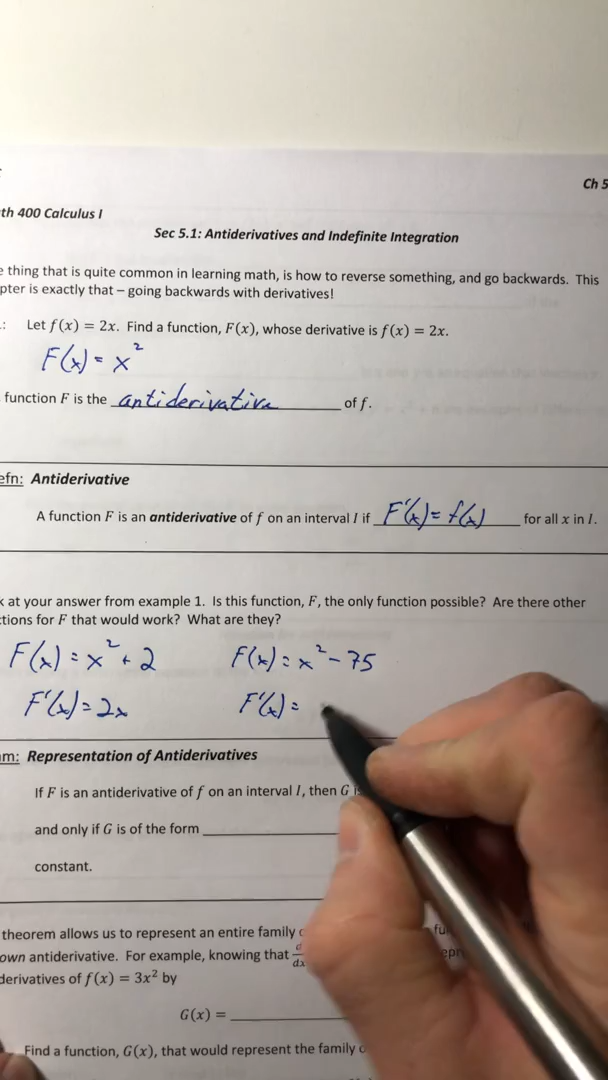 Ch 5
th 400 Calculus I
Sec 5.1: Antiderivatives and Indefinite Integration
e thing that is quite common in learning math, is how to reverse something, and go backwards. This
pter is exactly that – going backwards with derivatives!
.: Let f(x) = 2x. Find a function, F(x), whose derivative is f(x) = 2x.
F(x) = x²
function F is the antiderivative of f.
efn: Antiderivative
A function F is an antiderivative of f on an interval I if F'(x) = f(x) for all x in I.
k at your answer from example 1. Is this function, F, the only function possible? Are there other
ctions for F that would work? What are they?
F(x) = x² + 2 F(x) = x² - 75
F'(x) = 2x F'(x) =
m: Representation of Antiderivatives
If F is an antiderivative of f on an interval I, then G is
and only if G is of the form
constant.
theorem allows us to represent an entire family
own antiderivative. For example, knowing that
derivatives of f(x) = 3x² by
G(x) =
Find a function, G(x), that would represent the family